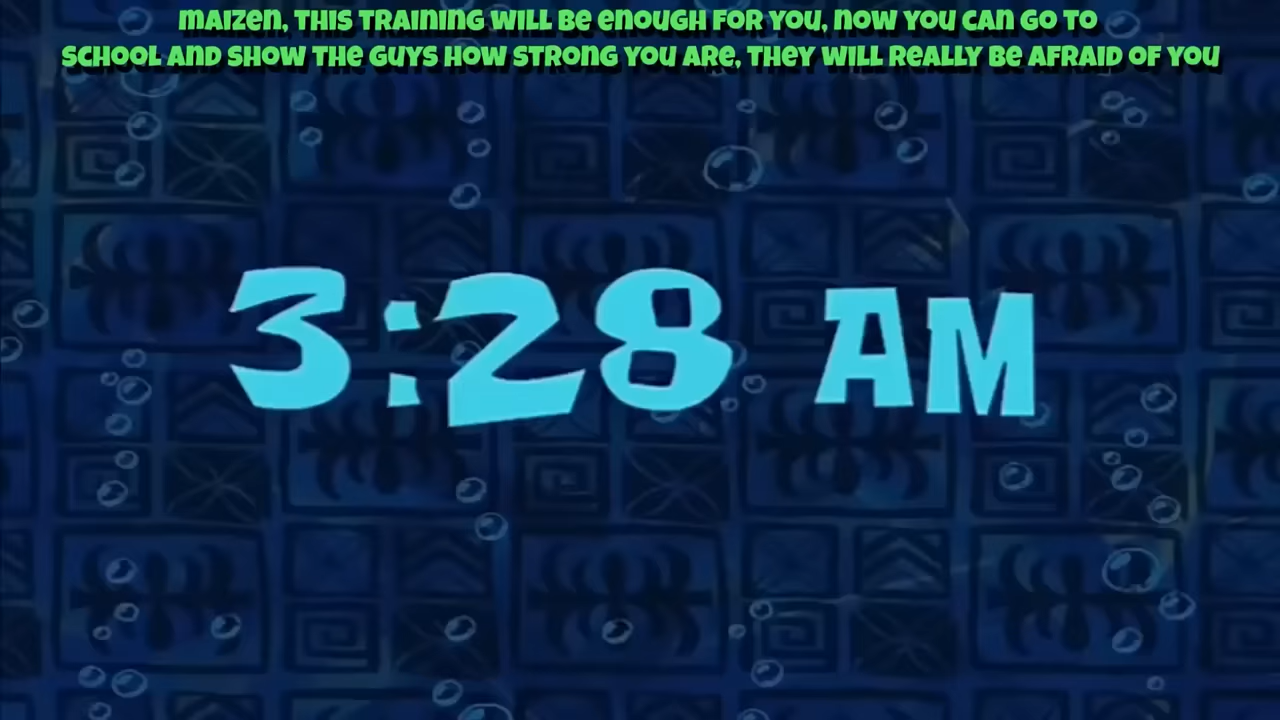 maizen, this training will be enough for you, now you can go to
school and show the guys how strong you are, they will really be afraid of you
3:28 AM